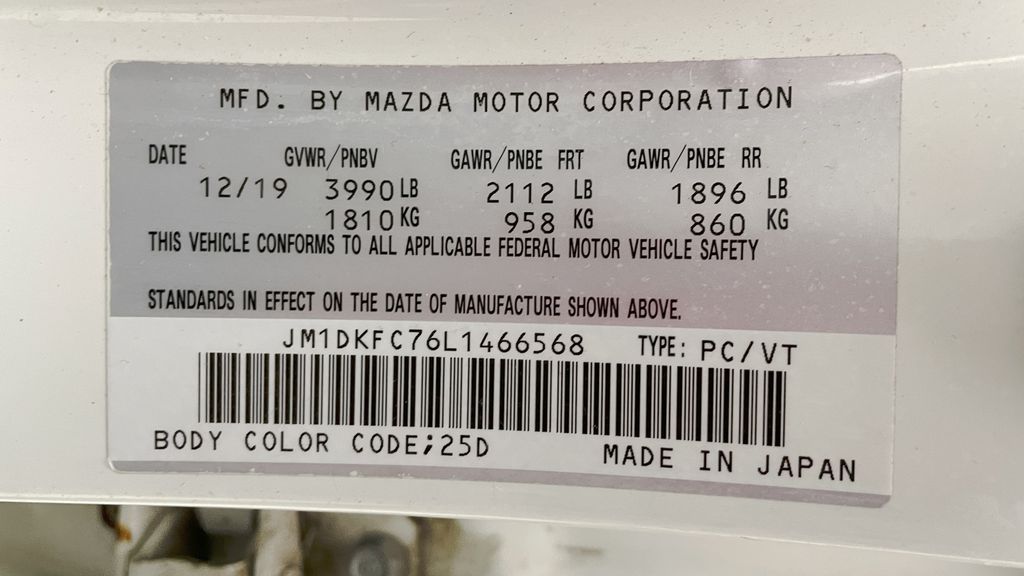 MFD. BY MAZDA MOTOR CORPORATION
DATE GVWR/PNBV GAWR/PNBE FRT GAWR/PNBE RR
12/19 3990 LB 2112 LB 1896 LB
1810 KG 958 KG 860 KG
THIS VEHICLE CONFORMS TO ALL APPLICABLE FEDERAL MOTOR VEHICLE SAFETY
STANDARDS IN EFFECT ON THE DATE OF MANUFACTURE SHOWN ABOVE.
JM1DKFC76L1466568 TYPE: PC/VT
BODY COLOR CODE;25D MADE IN JAPAN